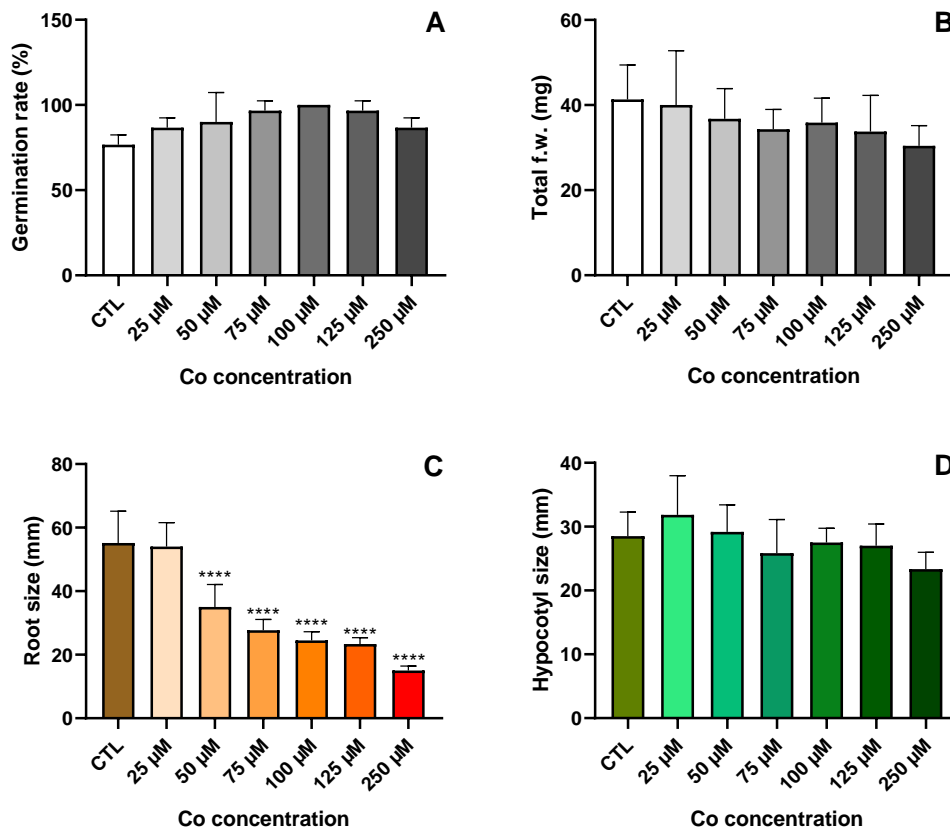 A
Germination rate (%)
150
100
50
0
CTL
25 µM
50 µM
75 µM
100 µM
125 µM
250 µM
Co concentration
B
Total f.w. (mg)
60
40
20
0
CTL
25 µM
50 µM
75 µM
100 µM
125 µM
250 µM
Co concentration
C
Root size (mm)
80
60
40
20
0
****
****
****
****
****
CTL
25 µM
50 µM
75 µM
100 µM
125 µM
250 µM
Co concentration
D
Hypocotyl size (mm)
40
30
20
10
0
CTL
25 µM
50 µM
75 µM
100 µM
125 µM
250 µM
Co concentration